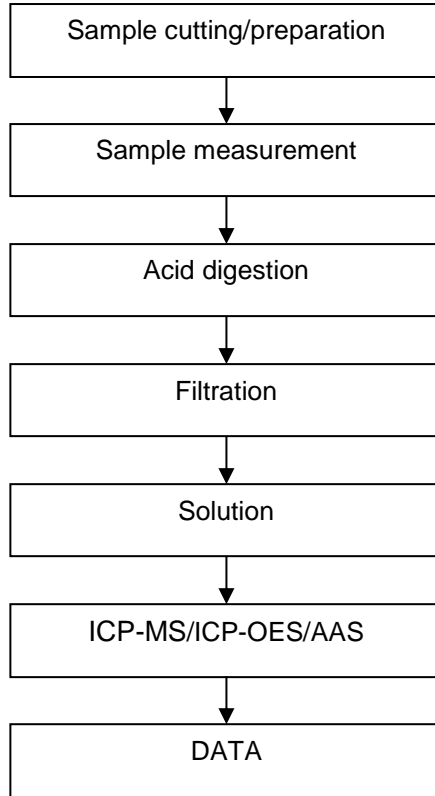 Sample cutting/preparation
Sample measurement
Acid digestion
Filtration
Solution
ICP-MS/ICP-OES/AAS
DATA